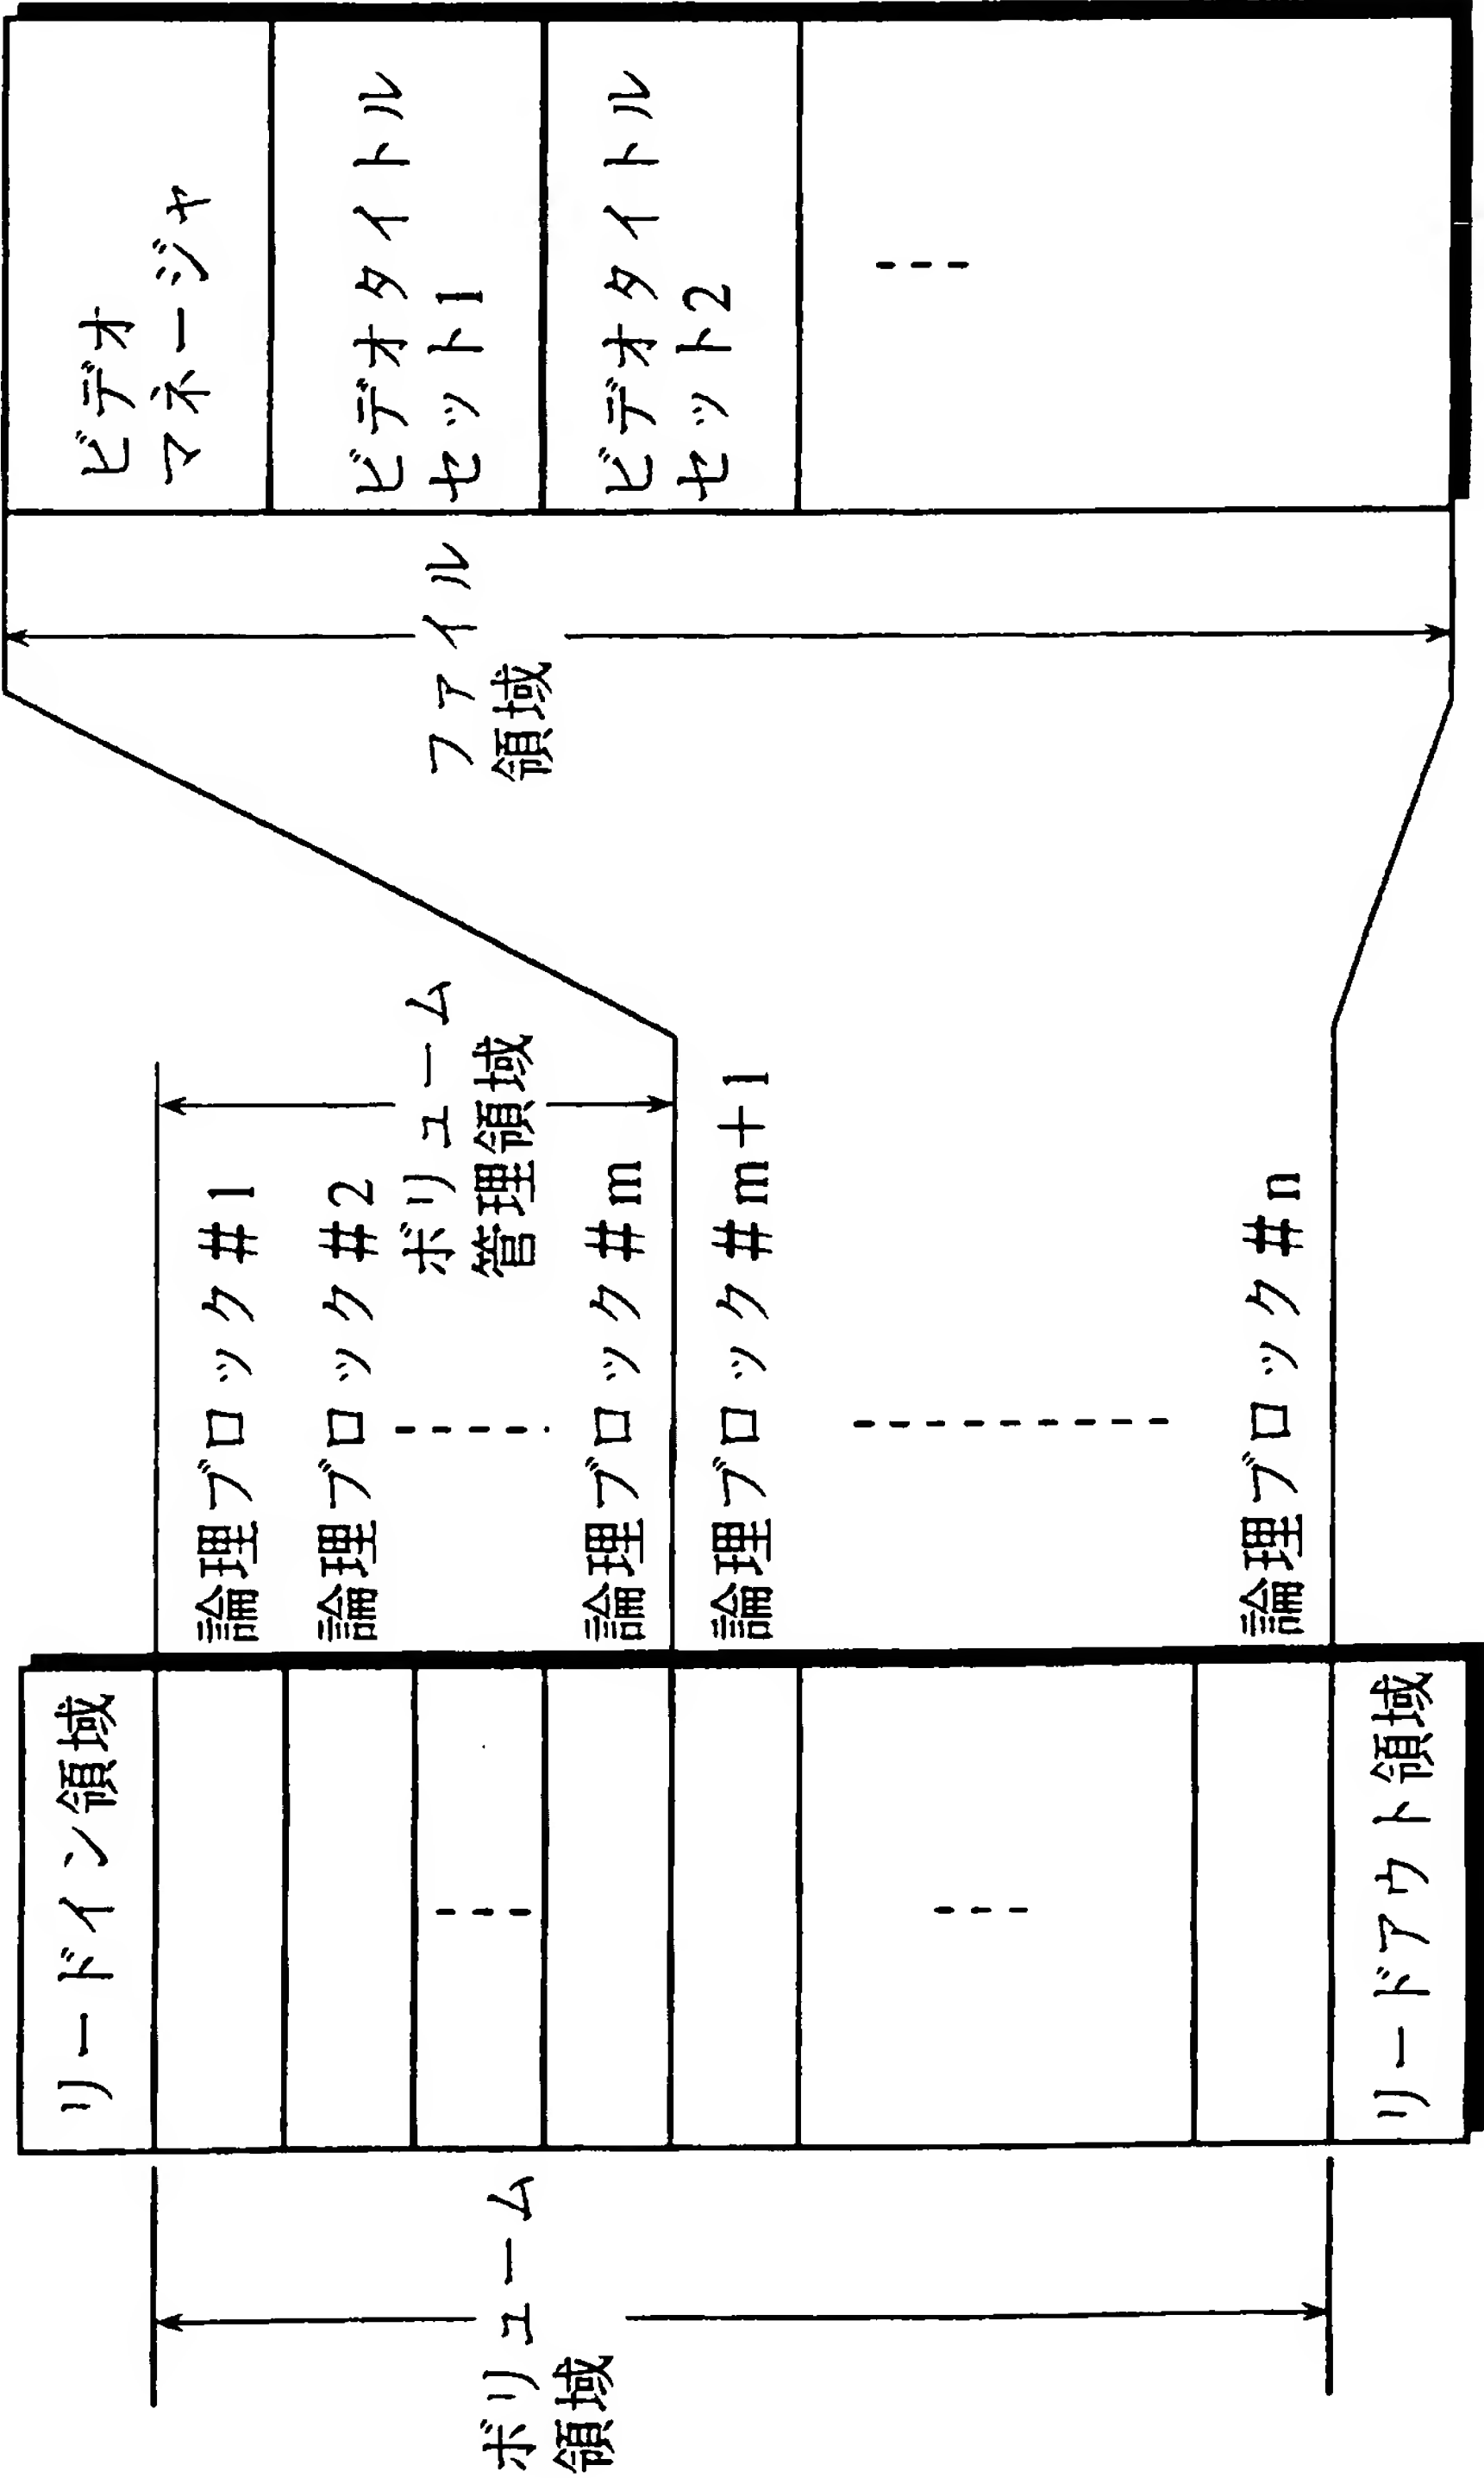 リードイン領域
リードアウト領域
ボリューム
領域
論理ブロック#1
論理ブロック#2
ボリューム
管理領域
論理ブロック#m
論理ブロック#m+1
論理ブロック#n
ファイル
領域
ビデオ
マネージャ
ビデオタイトル
セット1
ビデオタイトル
セット2